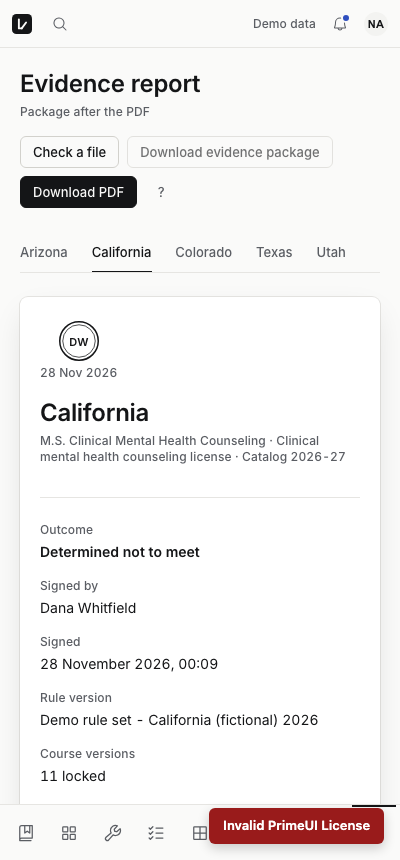 Demo data
NA
Evidence report
Package after the PDF
Check a file
Download evidence package
Download PDF
?
Arizona
California
Colorado
Texas
Utah
DW
28 Nov 2026
California
M.S. Clinical Mental Health Counseling · Clinical
mental health counseling license · Catalog 2026-27
Outcome
Determined not to meet
Signed by
Dana Whitfield
Signed
28 November 2026, 00:09
Rule version
Demo rule set - California (fictional) 2026
Course versions
11 locked
Invalid PrimeUI License